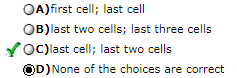 A) first cell; last cell
B) last two cells; last three cells
C) last cell; last two cells
D) None of the choices are correct